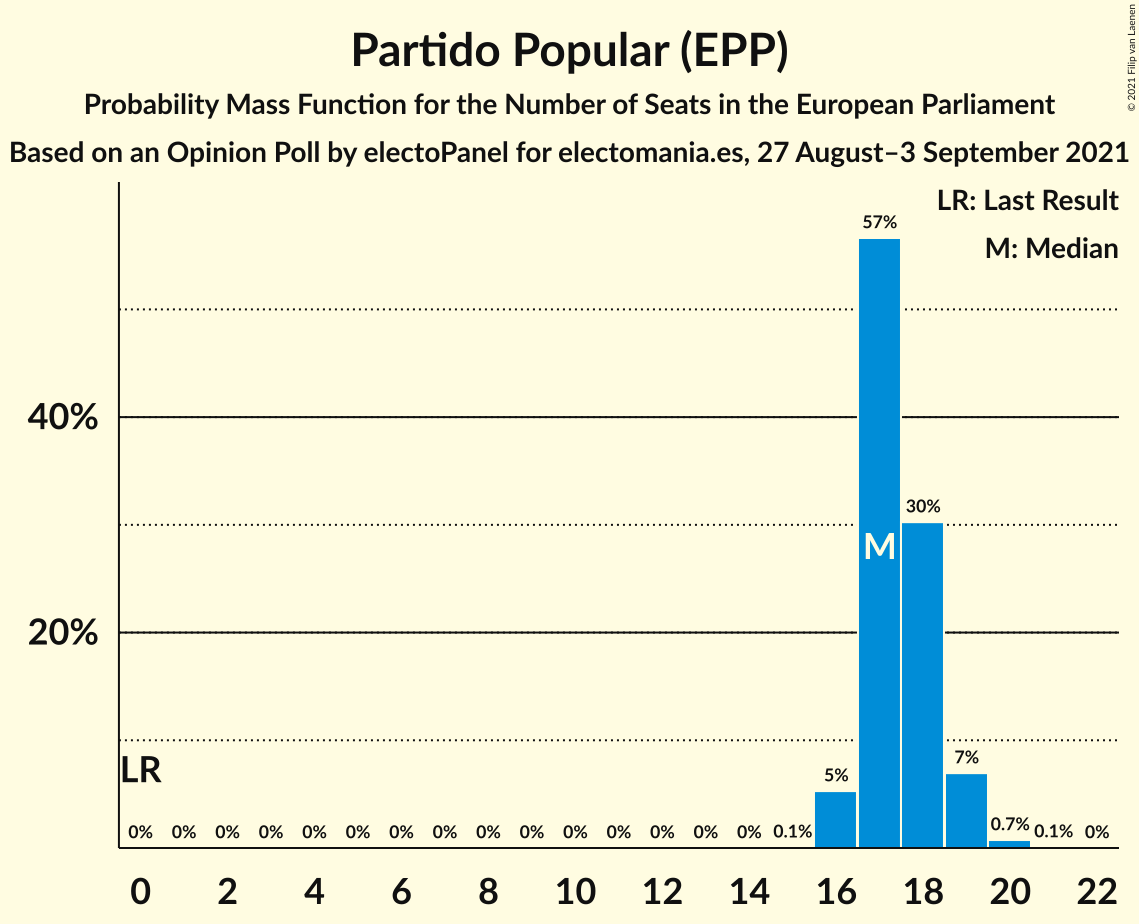 Partido Popular (EPP)
Probability Mass Function for the Number of Seats in the European Parliament
Based on an Opinion Poll by electoPanel for electomania.es, 27 August–3 September 2021
© 2021 Filip van Laenen
LR: Last Result
M: Median
57%
40%
30%
M
20%
LR
7%
5%
0% 0% 0% 0% 0% 0% 0% 0% 0% 0% 0% 0% 0% 0% 0% 0.1% 0.7% 0.1% 0%
0 2 4 6 8 10 12 14 16 18 20 22